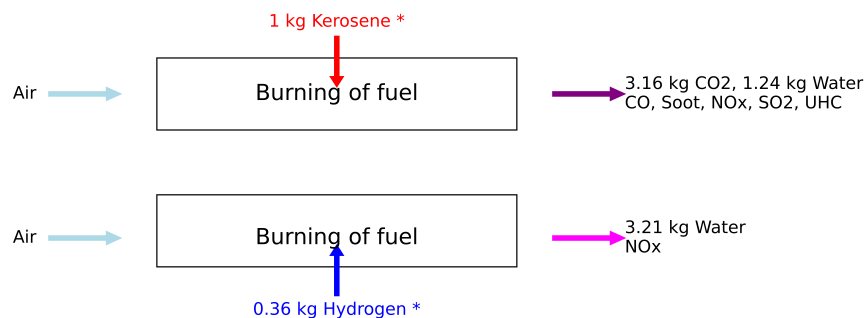 1 kg Kerosene *
Air
Burning of fuel
3.16 kg CO2, 1.24 kg Water
CO, Soot, NOx, SO2, UHC
Air
Burning of fuel
3.21 kg Water
NOx
0.36 kg Hydrogen *